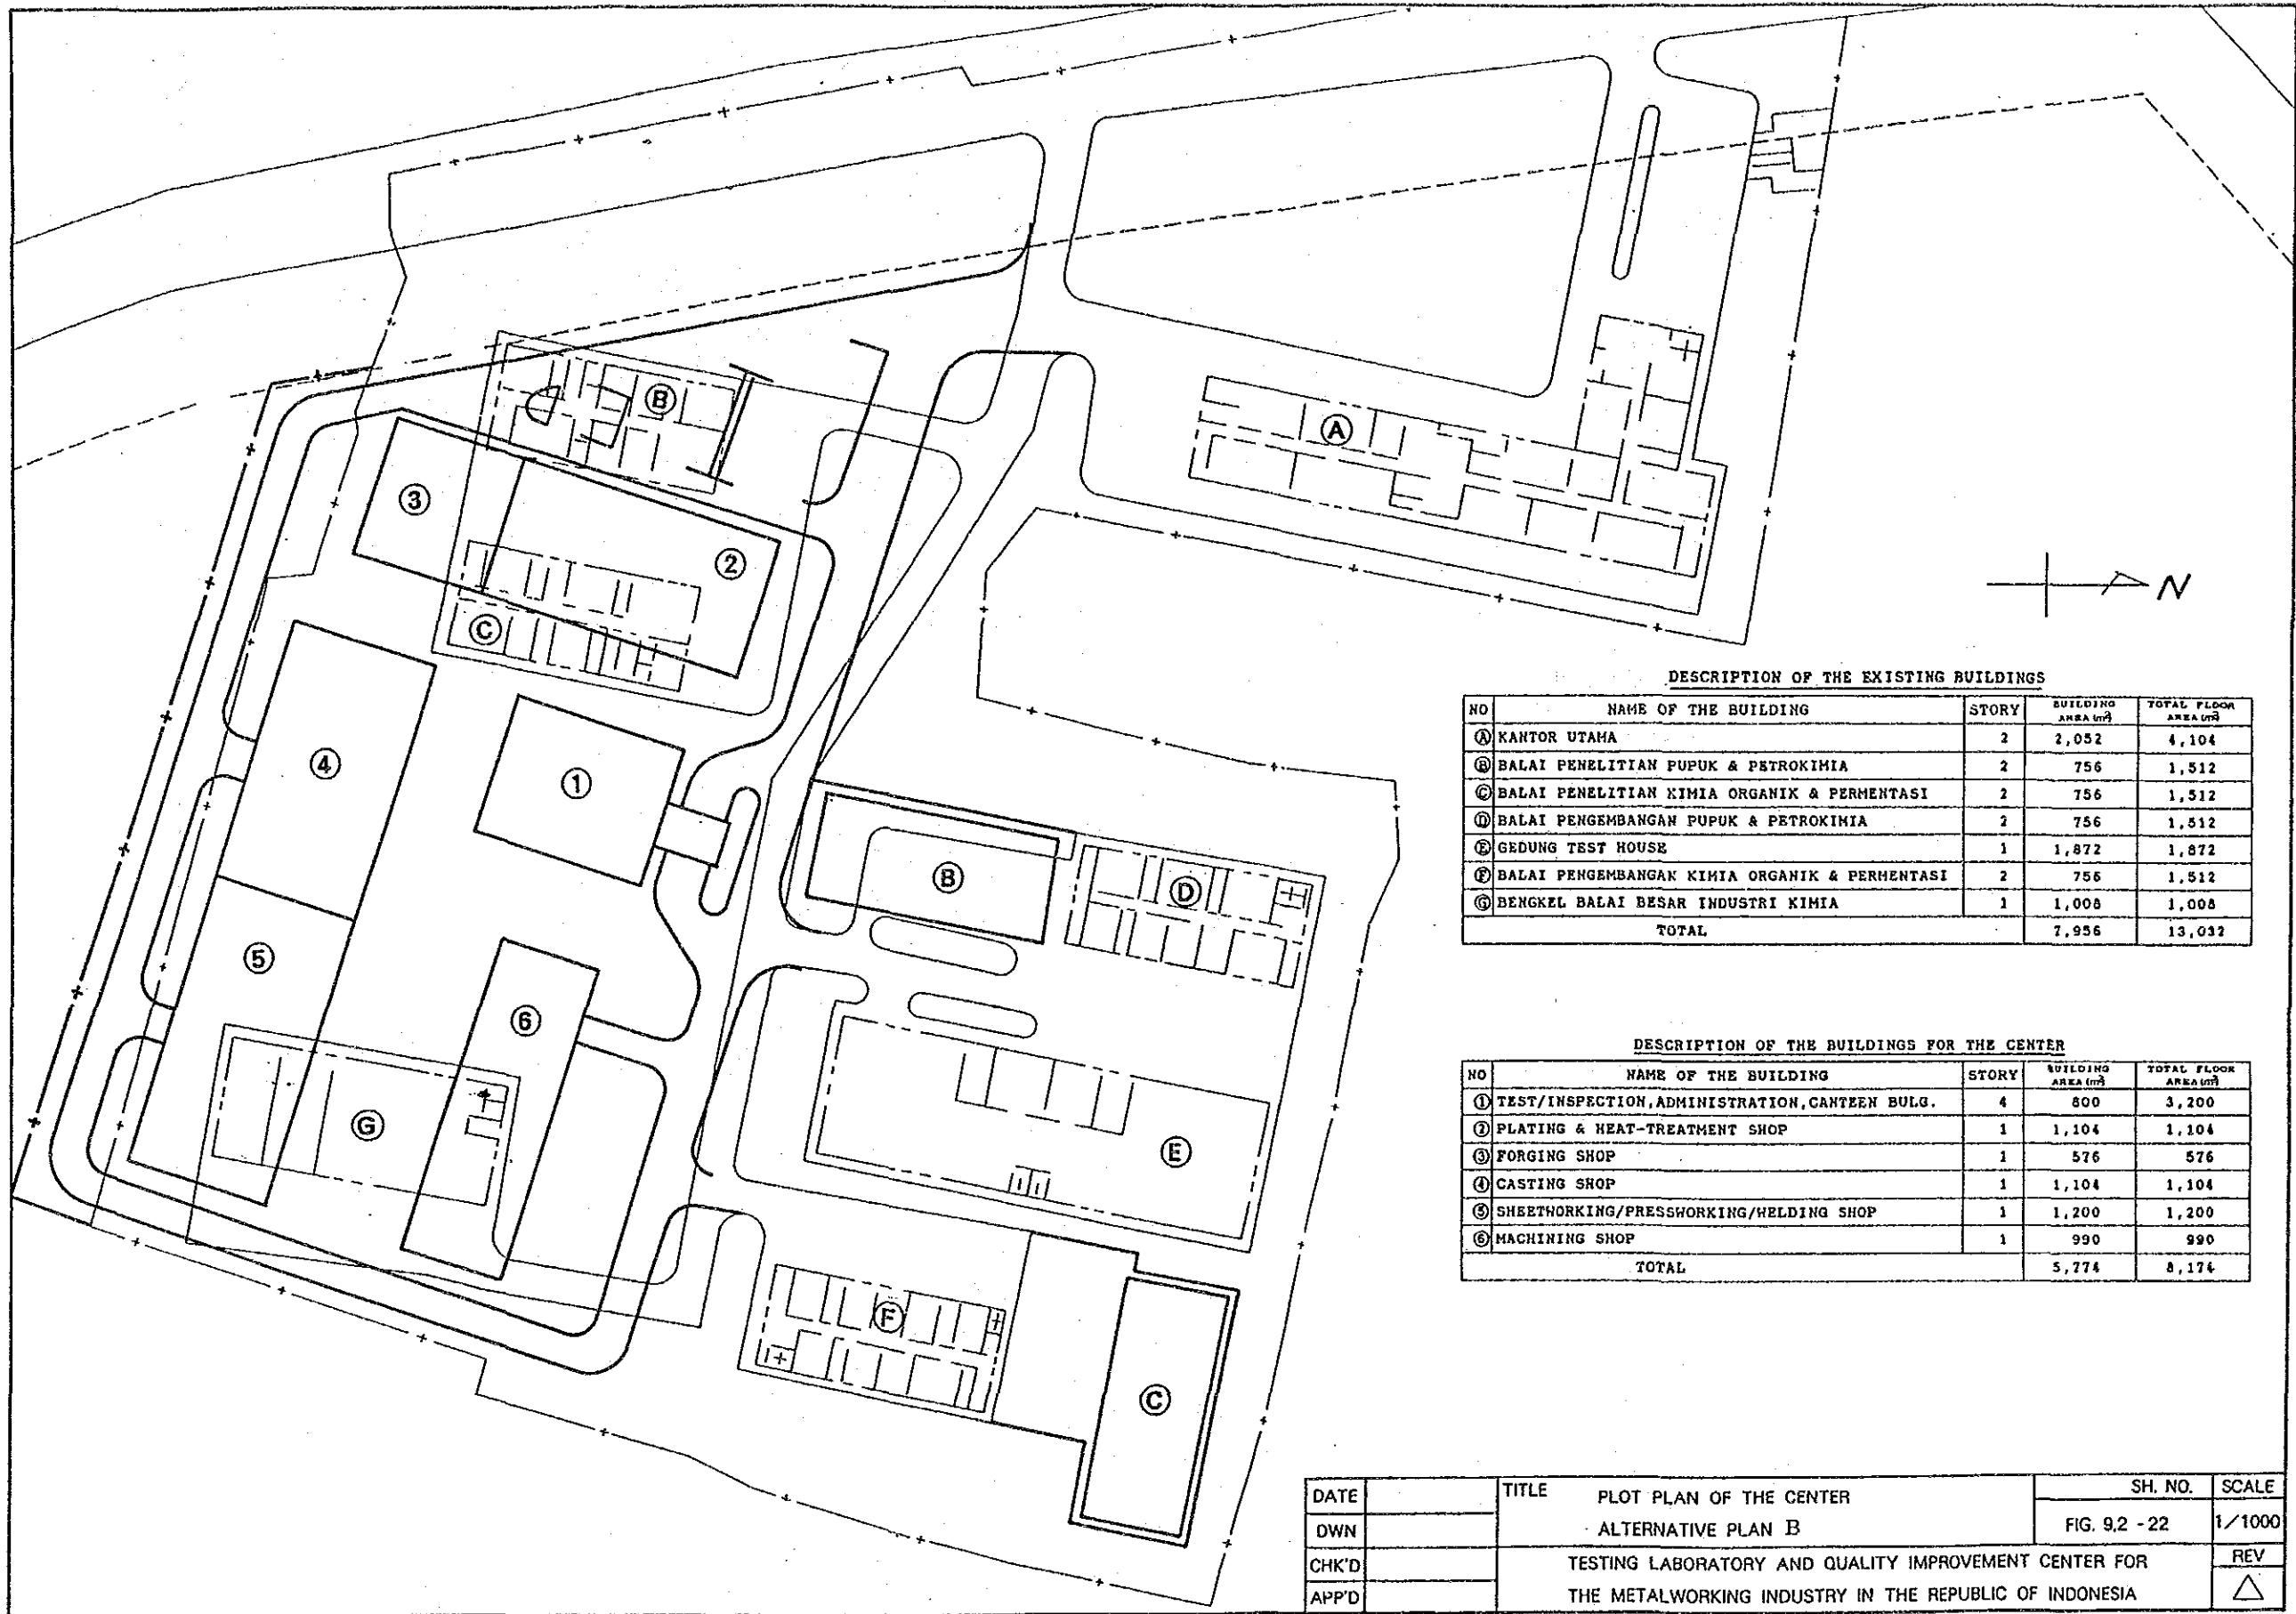 B
A
3
2
N
C
4
1
B
D
5
6
G
E
F
C
DESCRIPTION OF THE EXISTING BUILDINGS
NO NAME OF THE BUILDING STORY BUILDING AREA (m²) TOTAL FLOOR AREA (m²)
A KANTOR UTAMA 2 2,052 4,104
B BALAI PENELITIAN PUPUK & PETROKIMIA 2 756 1,512
C BALAI PENELITIAN KIMIA ORGANIK & PERMENTASI 2 756 1,512
D BALAI PENGEMBANGAN PUPUK & PETROKIMIA 2 756 1,512
E GEDUNG TEST HOUSE 1 1,872 1,872
F BALAI PENGEMBANGAN KIMIA ORGANIK & PERMENTASI 2 756 1,512
G BENGKEL BALAI BESAR INDUSTRI KIMIA 1 1,008 1,008
TOTAL 7,956 13,032
DESCRIPTION OF THE BUILDINGS FOR THE CENTER
NO NAME OF THE BUILDING STORY BUILDING AREA (m²) TOTAL FLOOR AREA (m²)
1 TEST/INSPECTION,ADMINISTRATION,CANTEEN BULG. 4 800 3,200
2 PLATING & HEAT-TREATMENT SHOP 1 1,104 1,104
3 FORGING SHOP 1 576 576
4 CASTING SHOP 1 1,104 1,104
5 SHEETWORKING/PRESSWORKING/WELDING SHOP 1 1,200 1,200
6 MACHINING SHOP 1 990 990
TOTAL 5,774 8,174
DATE
DWN
CHK'D
APP'D
TITLE PLOT PLAN OF THE CENTER
ALTERNATIVE PLAN B
SH. NO. SCALE
FIG. 9.2 - 22 1/1000
TESTING LABORATORY AND QUALITY IMPROVEMENT CENTER FOR
THE METALWORKING INDUSTRY IN THE REPUBLIC OF INDONESIA
REV